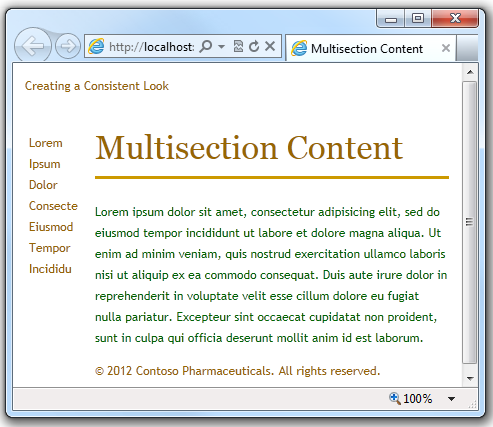 http://localhost:
Multisection Content
Creating a Consistent Look
Lorem
Ipsum
Dolor
Consecte
Eiusmod
Tempor
Incididu
Multisection Content
Lorem ipsum dolor sit amet, consectetur adipisicing elit, sed do
eiusmod tempor incididunt ut labore et dolore magna aliqua. Ut
enim ad minim veniam, quis nostrud exercitation ullamco laboris
nisi ut aliquip ex ea commodo consequat. Duis aute irure dolor in
reprehenderit in voluptate velit esse cillum dolore eu fugiat
nulla pariatur. Excepteur sint occaecat cupidatat non proident,
sunt in culpa qui officia deserunt mollit anim id est laborum.
© 2012 Contoso Pharmaceuticals. All rights reserved.
100%